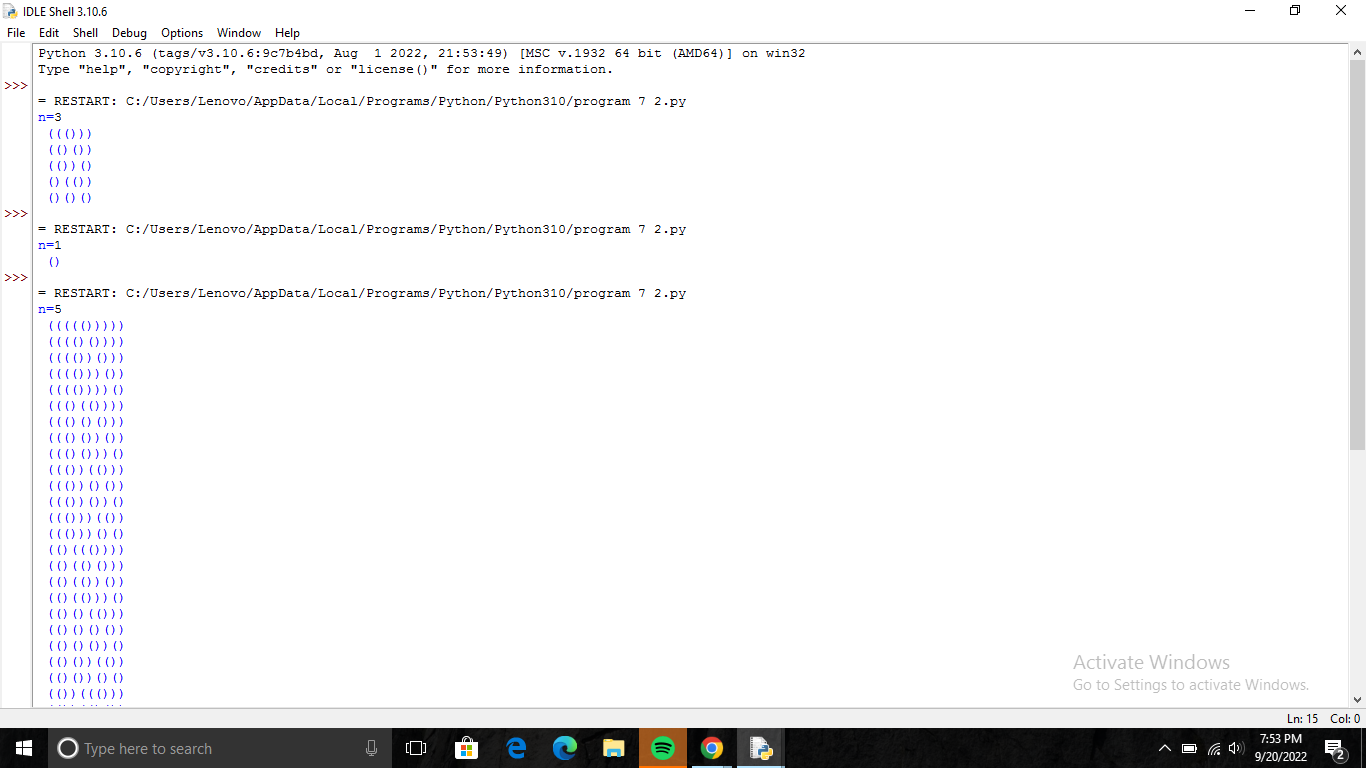 IDLE Shell 3.10.6
File Edit Shell Debug Options Window Help
Python 3.10.6 (tags/v3.10.6:9c7b4bd, Aug  1 2022, 21:53:49) [MSC v.1932 64 bit (AMD64)] on win32
Type "help", "copyright", "credits" or "license()" for more information.
>>>
= RESTART: C:/Users/Lenovo/AppData/Local/Programs/Python/Python310/program 7 2.py
n=3
((()))
(()())
(())()
()(())
()()()
>>>
= RESTART: C:/Users/Lenovo/AppData/Local/Programs/Python/Python310/program 7 2.py
n=1
()
>>>
= RESTART: C:/Users/Lenovo/AppData/Local/Programs/Python/Python310/program 7 2.py
n=5
((((()))))
(((()())))
(((())()))
(((()))())
(((())))()
((()(())))
((()()()))
((()())())
((()()))()
((())(()))
((())()())
((())())()
((()))(())
((()))()()
(()((())))
(()(()()))
(()(())())
(()(()))()
(()()(()))
(()()()())
(()()())()
(()())(())
(()())()()
(())((()))
Activate Windows
Go to Settings to activate Windows.
Ln: 15 Col: 0
Type here to search
7:53 PM
9/20/2022
2